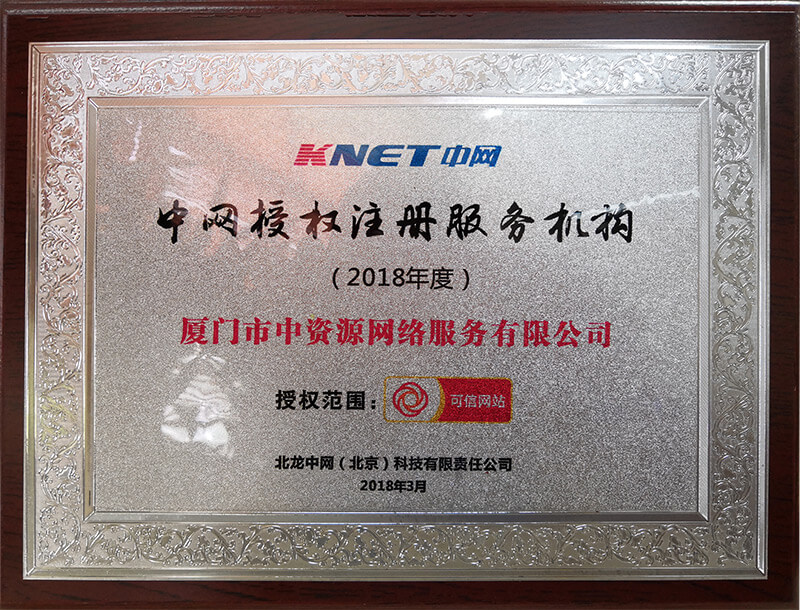 KNET中网
中网授权注册服务机构
（2018年度）
厦门市中资源网络服务有限公司
授权范围：可信网站
北龙中网（北京）科技有限责任公司
2018年3月